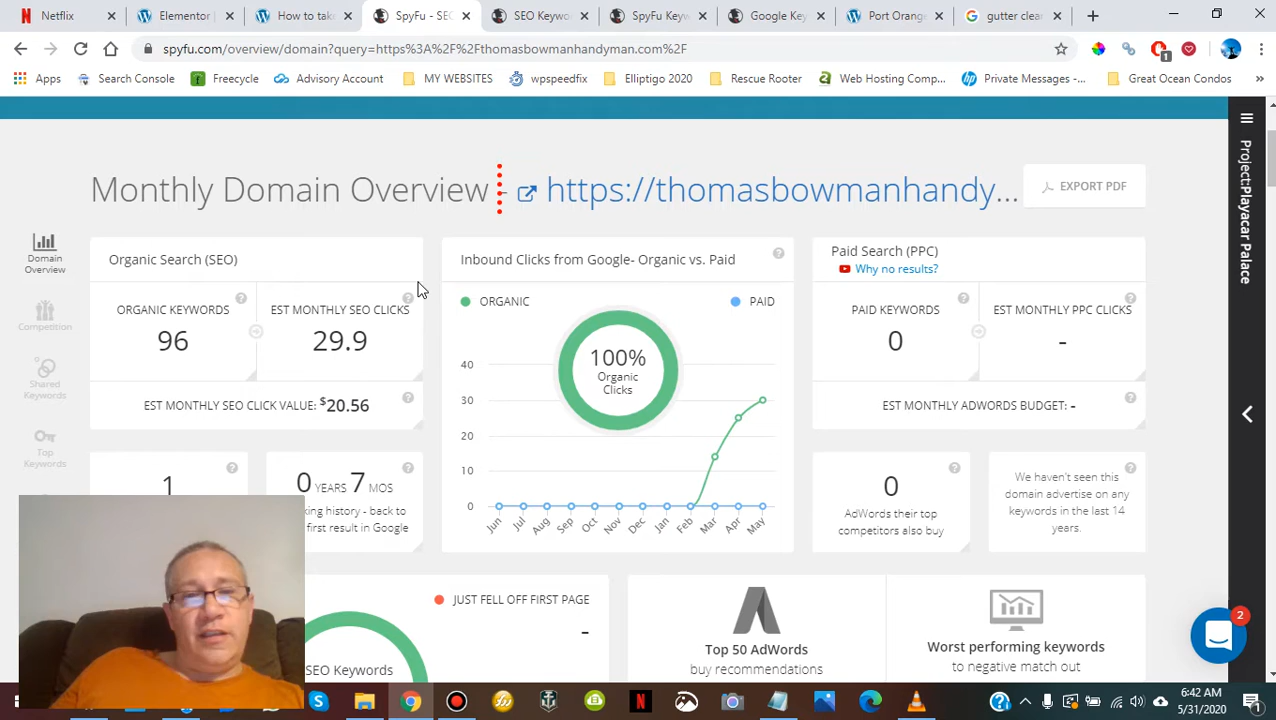 Netflix
Elementor
How to take
SpyFu - SEO
SEO Keywo
SpyFu Keyw
Google Key
Port Orang
gutter clear
spyfu.com/overview/domain?query=https%3A%2F%2Fthomasbowmanhandyman.com%2F
1
Apps
Search Console
Freecycle
Advisory Account
MY WEBSITES
wpspeedfix
Elliptigo 2020
Rescue Rooter
Web Hosting Comp...
Private Messages -...
Great Ocean Condos
Monthly Domain Overview - https://thomasbowmanhandy...
EXPORT PDF
Project:Playacar Palace
Domain
Overview
Competition
Shared
Keywords
Top
Keywords
Organic Search (SEO)
ORGANIC KEYWORDS
96
EST MONTHLY SEO CLICKS
29.9
EST MONTHLY SEO CLICK VALUE: $20.56
Inbound Clicks from Google- Organic vs. Paid
ORGANIC
PAID
100%
Organic
Clicks
40
30
20
10
0
Jun
Jul
Aug
Sep
Oct
Nov
Dec
Jan
Feb
Mar
Apr
May
Paid Search (PPC)
Why no results?
PAID KEYWORDS
0
EST MONTHLY PPC CLICKS
-
EST MONTHLY ADWORDS BUDGET: -
1
0 YEARS 7 MOS
king history - back to
first result in Google
0
AdWords their top
competitors also buy
We haven't seen this
domain advertise on any
keywords in the last 14
years.
JUST FELL OFF FIRST PAGE
-
SEO Keywords
Top 50 AdWords
buy recommendations
Worst performing keywords
to negative match out
2
6:42 AM
5/31/2020